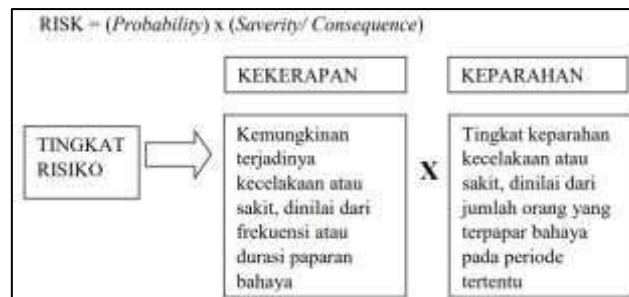 RISK = (Probability) x (Saverity/ Consequence)
KEKERAPAN
KEPARAHAN
TINGKAT
RISIKO
Kemungkinan
terjadinya
kecelakaan atau
sakit, dinilai dari
frekuensi atau
durasi paparan
bahaya
X
Tingkat keparahan
kecelakaan atau
sakit, dinilai dari
jumlah orang yang
terpapar bahaya
pada periode
tertentu